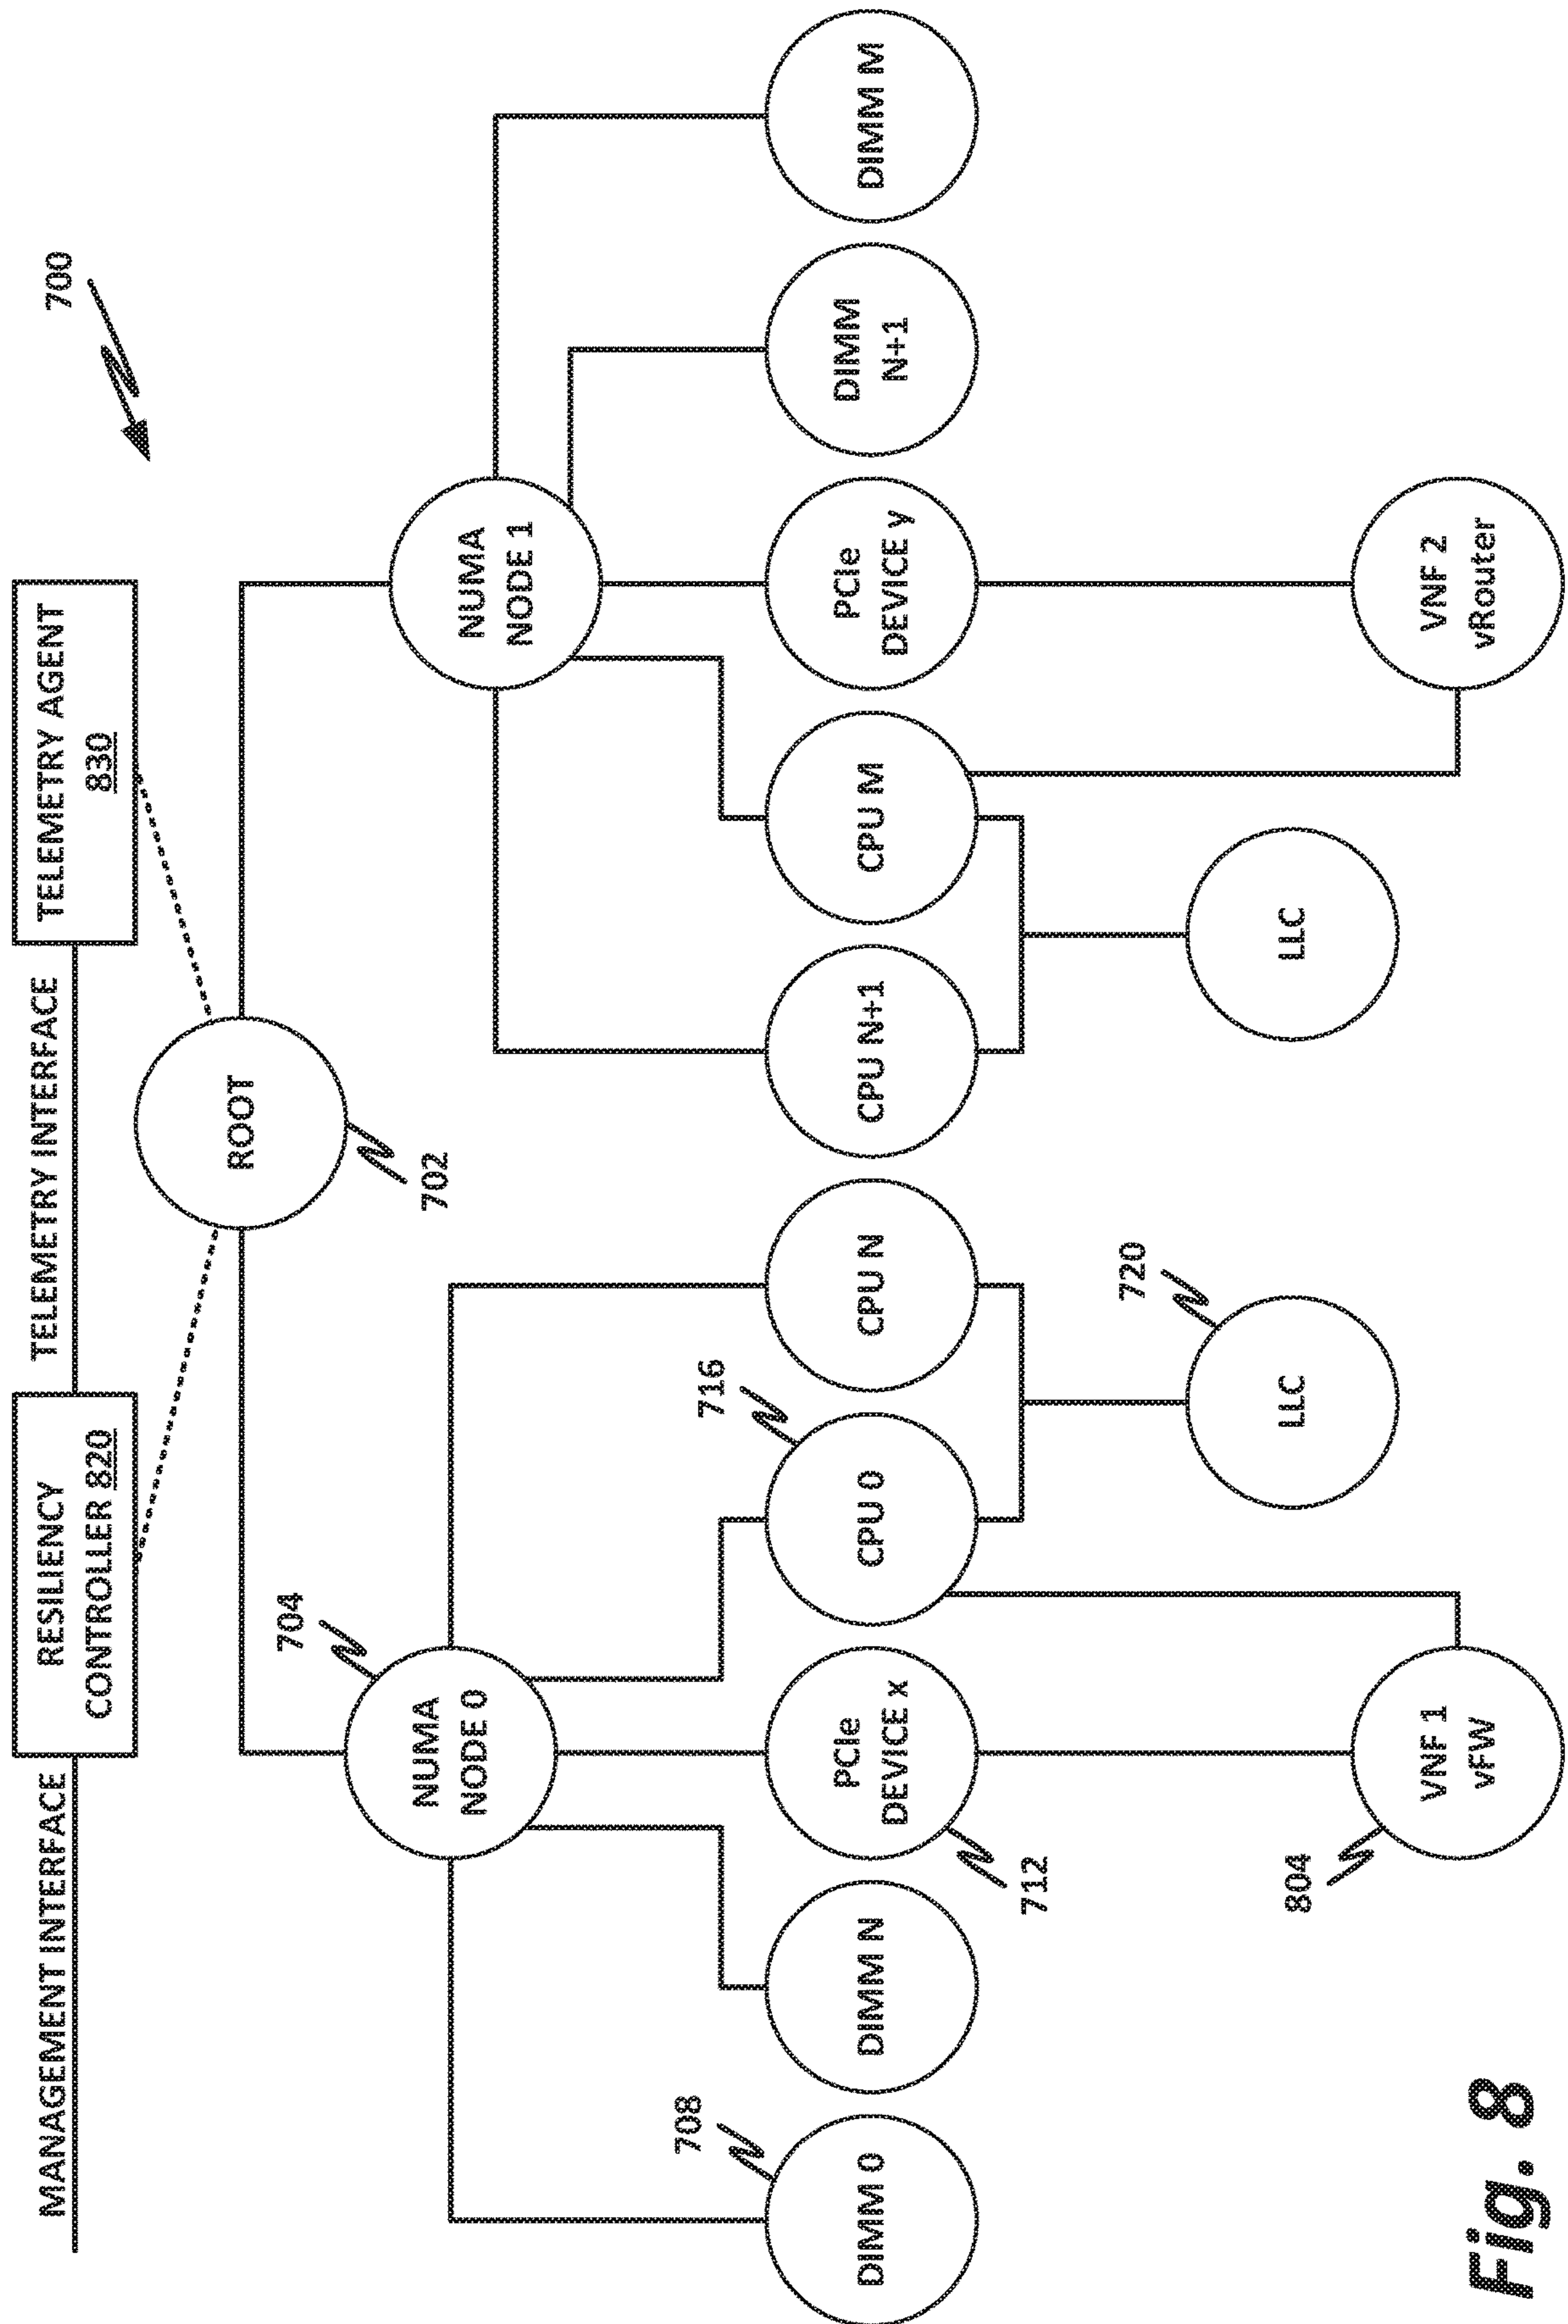 MANAGEMENT INTERFACE
RESILIENCY
CONTROLLER 820
TELEMETRY INTERFACE
TELEMETRY AGENT
830
700
ROOT
702
704
NUMA
NODE 0
NUMA
NODE 1
708
DIMM 0
DIMM N
PCIe
DEVICE x
712
716
CPU 0
CPU N
CPU N+1
CPU M
PCIe
DEVICE y
DIMM
N+1
DIMM M
720
LLC
LLC
804
VNF 1
vFW
VNF 2
vRouter
Fig. 8